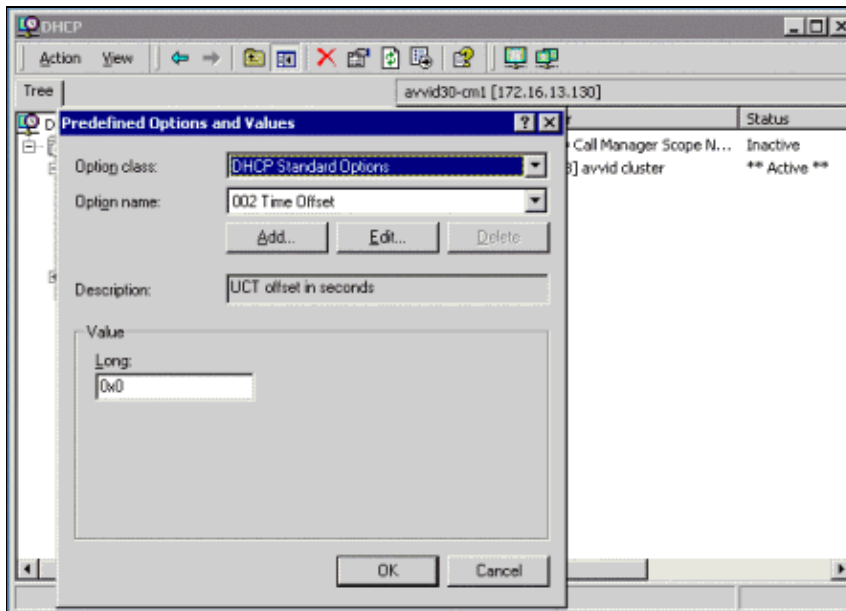 DHCP
Action View
Tree
avvid30-cm1 [172.16.13.130]
Predefined Options and Values
Status
Call Manager Scope N... Inactive
3] avvid cluster ** Active **
Option class: DHCP Standard Options
Option name: 002 Time Offset
Add... Edit... Delete
Description: UCT offset in seconds
Value
Long:
0x0
OK Cancel